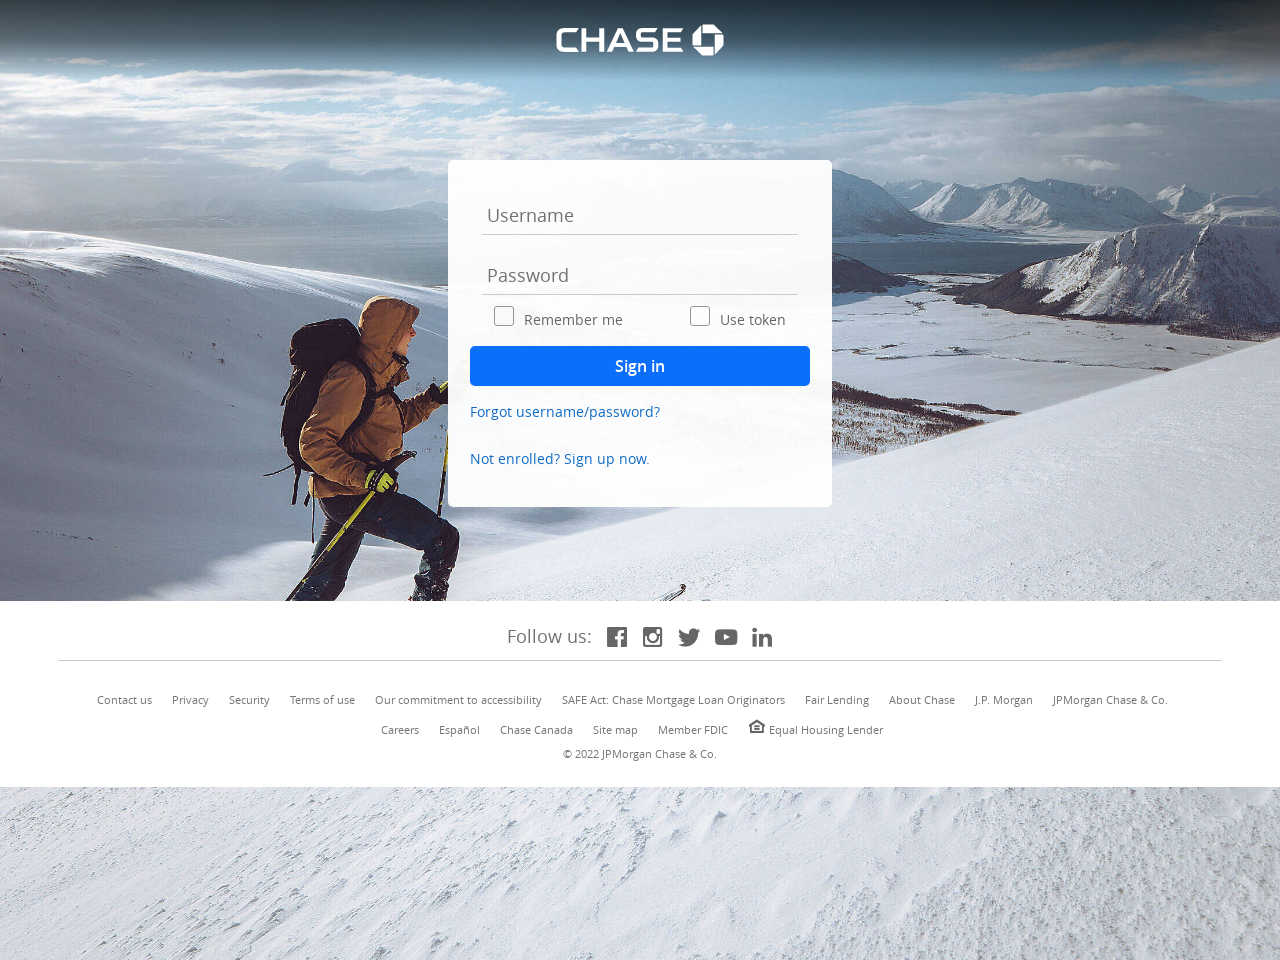 CHASE
Username
Password
Remember me Use token
Sign in
Forgot username/password?
Not enrolled? Sign up now.
Follow us:
Contact us Privacy Security Terms of use Our commitment to accessibility SAFE Act: Chase Mortgage Loan Originators Fair Lending About Chase J.P. Morgan JPMorgan Chase & Co.
Careers Español Chase Canada Site map Member FDIC Equal Housing Lender
© 2022 JPMorgan Chase & Co.